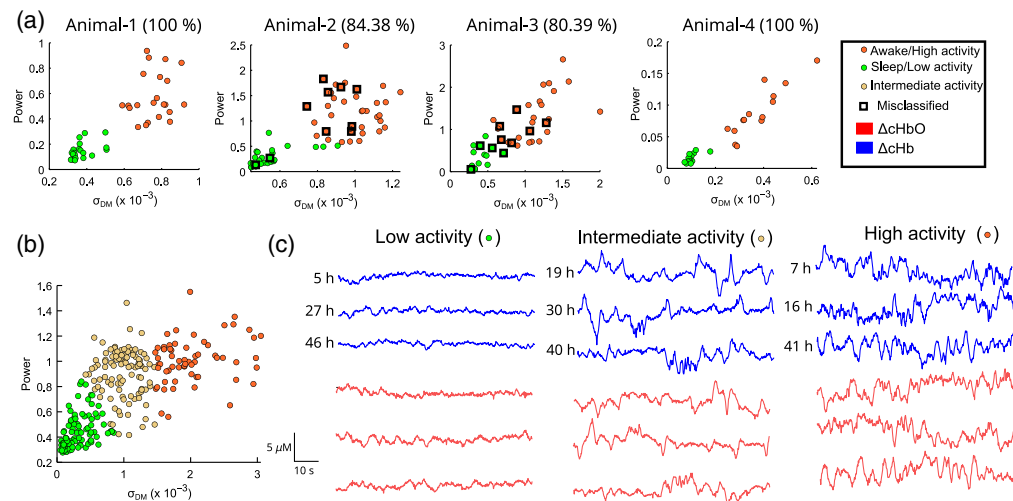 (a)
Animal-1 (100 %)
Animal-2 (84.38 %)
Animal-3 (80.39 %)
Animal-4 (100 %)
Power
1
0.8
0.6
0.4
0.2
0
0.2 0.4 0.6 0.8 1
σDM (x 10⁻³)
Power
2.5
2
1.5
1
0.5
0
0.6 0.8 1 1.2
σDM (x 10⁻³)
Power
3
2
1
0
0 0.5 1 1.5 2
σDM (x 10⁻³)
Power
0.2
0.15
0.1
0.05
0
0 0.2 0.4 0.6
σDM (x 10⁻³)
Awake/High activity
Sleep/Low activity
Intermediate activity
Misclassified
ΔcHbO
ΔcHb
(b)
Power
1,6
1,4
1.2
1.0
0.8
0.6
0.4
0.2
0 1 2 3
σDM (x 10⁻³)
(c)
Low activity ( )
5 h
27 h
46 h
5 μM
10 s
Intermediate activity ( )
19 h
30 h
40 h
High activity ( )
7 h
16 h
41 h